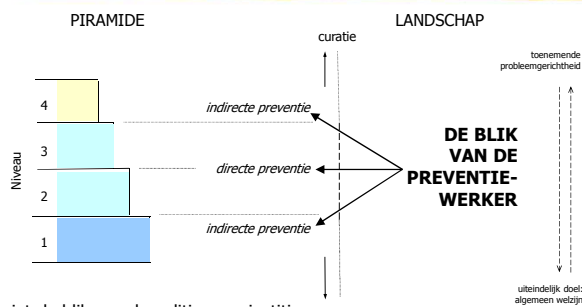 PIRAMIDE
LANDSCHAP
curatie
toenemende
probleemgerichtheid
4
indirecte preventie
3
directe preventie
2
indirecte preventie
1
Niveau
DE BLIK
VAN DE
PREVENTIE-
WERKER
uiteindelijk doel:
algemeen welzijn